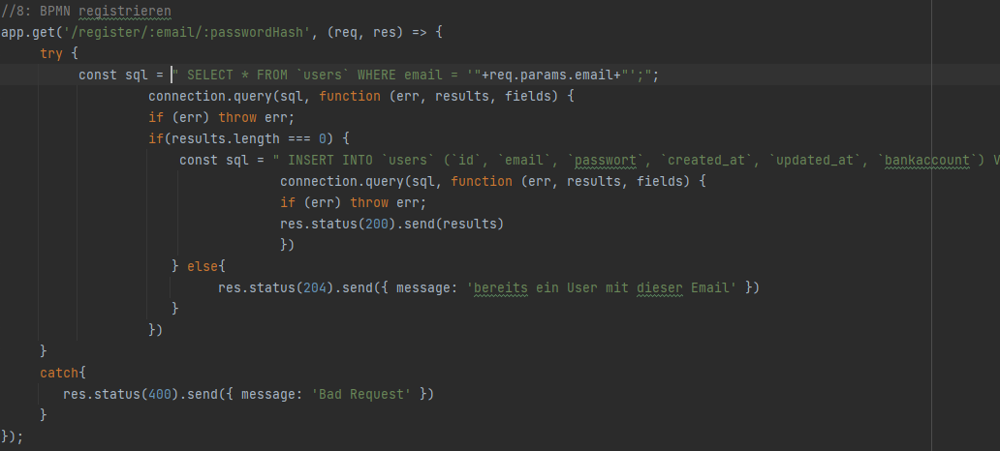 //8: BPMN registrieren
app.get('/register/:email/:passwordHash', (req, res) => {
try {
const sql = " SELECT * FROM `users` WHERE email = '"+req.params.email+"';";
connection.query(sql, function (err, results, fields) {
if (err) throw err;
if(results.length === 0) {
const sql = " INSERT INTO `users` (`id`, `email`, `passwort`, `created_at`, `updated_at`, `bankaccount`) V
connection.query(sql, function (err, results, fields) {
if (err) throw err;
res.status(200).send(results)
})
} else{
res.status(204).send({ message: 'bereits ein User mit dieser Email' })
}
})
}
catch{
res.status(400).send({ message: 'Bad Request' })
}
});